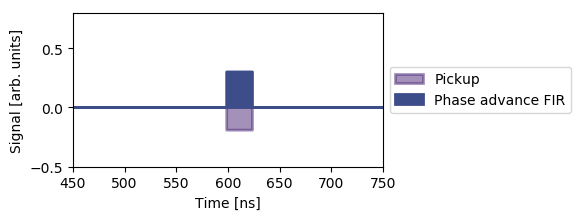 Signal [arb. units]
0.5
0.0
−0.5
450 500 550 600 650 700 750
Time [ns]
Pickup
Phase advance FIR